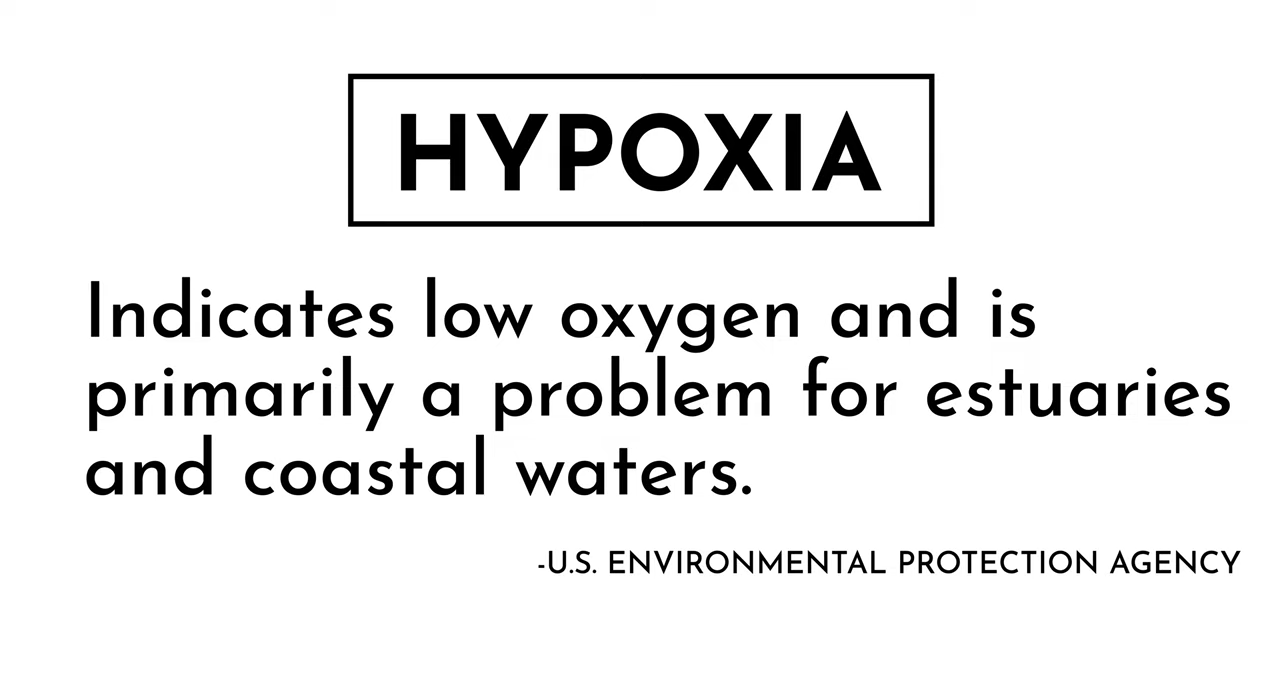 HYPOXIA
Indicates low oxygen and is
primarily a problem for estuaries
and coastal waters.
-U.S. ENVIRONMENTAL PROTECTION AGENCY